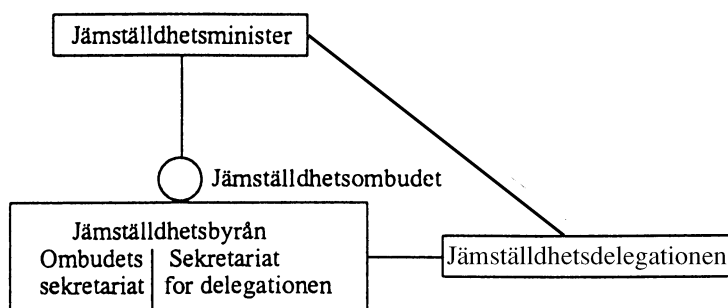 Jämställdhetsminister
Jämställdhetsombudet
Jämställdhetsbyrån
Ombudets Sekretariat
sekretariat for delegationen
Jämställdhetsdelegationen